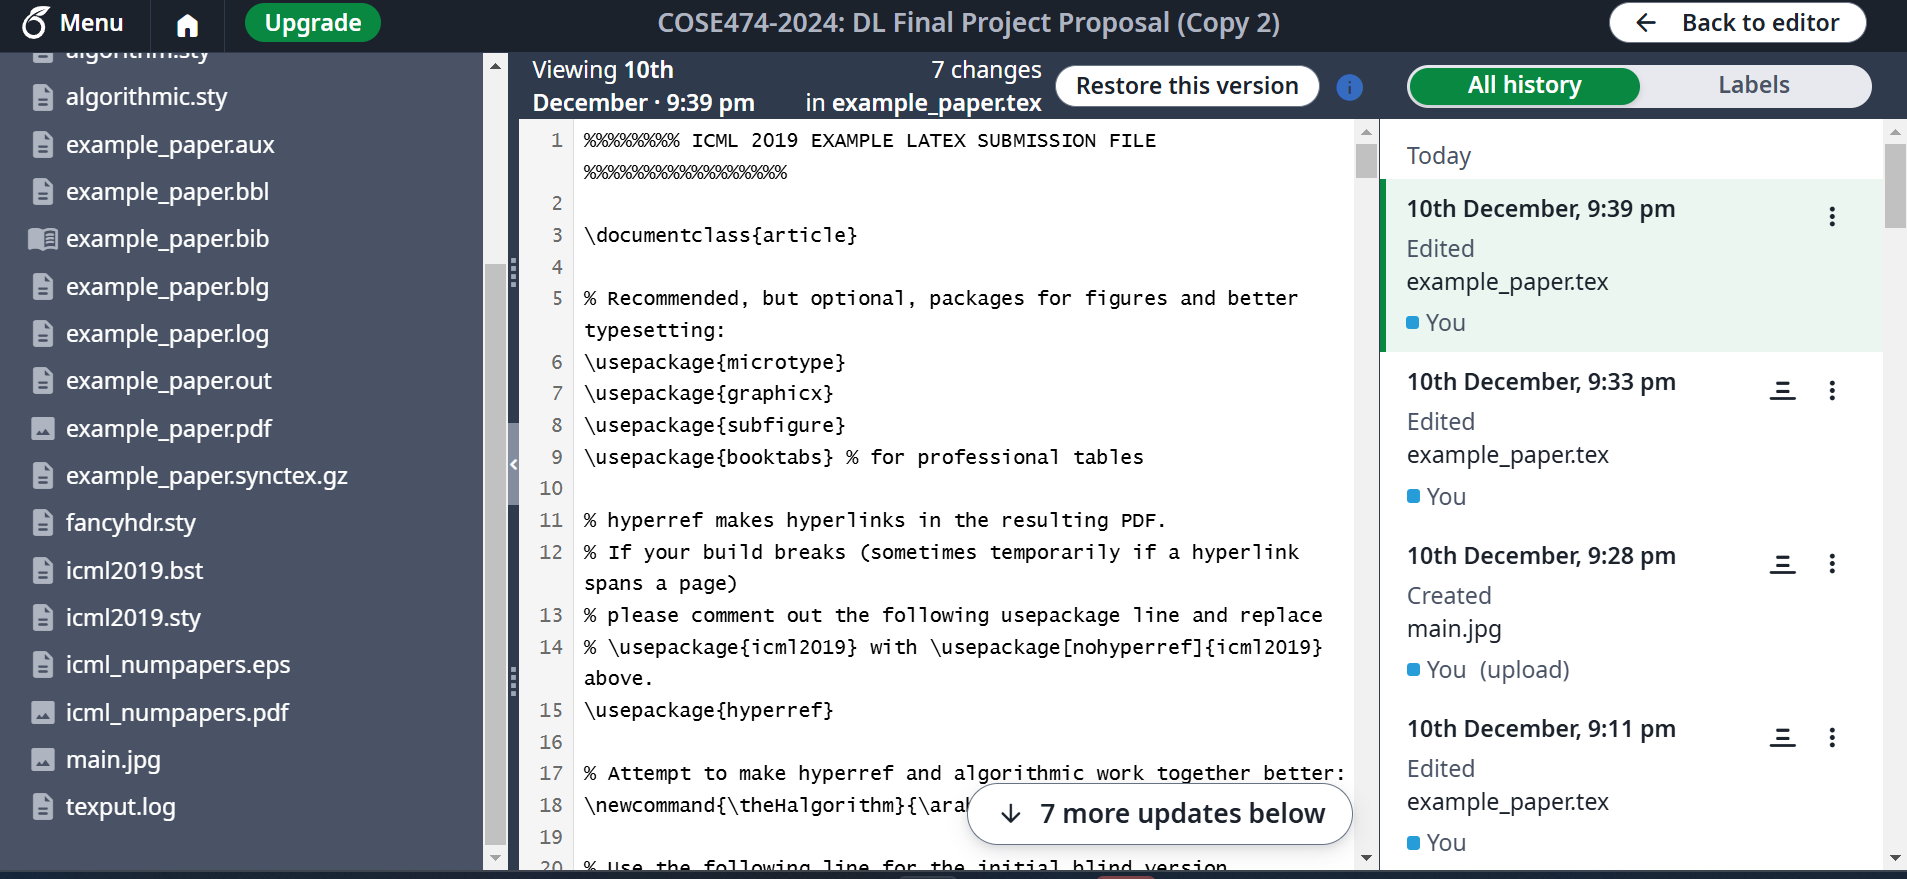 Menu
Upgrade
COSE474-2024: DL Final Project Proposal (Copy 2)
Back to editor
algorithm.sty
algorithmic.sty
example_paper.aux
example_paper.bbl
example_paper.bib
example_paper.blg
example_paper.log
example_paper.out
example_paper.pdf
example_paper.synctex.gz
fancyhdr.sty
icml2019.bst
icml2019.sty
icml_numpapers.eps
icml_numpapers.pdf
main.jpg
texput.log
Viewing 10th
December · 9:39 pm
7 changes
in example_paper.tex
Restore this version
1 %%%%%%%% ICML 2019 EXAMPLE LATEX SUBMISSION FILE
%%%%%%%%%%%%%%%%%
2
3 \documentclass{article}
4
5 % Recommended, but optional, packages for figures and better
typesetting:
6 \usepackage{microtype}
7 \usepackage{graphicx}
8 \usepackage{subfigure}
9 \usepackage{booktabs} % for professional tables
10
11 % hyperref makes hyperlinks in the resulting PDF.
12 % If your build breaks (sometimes temporarily if a hyperlink
spans a page)
13 % please comment out the following usepackage line and replace
14 % \usepackage{icml2019} with \usepackage[nohyperref]{icml2019}
above.
15 \usepackage{hyperref}
16
17 % Attempt to make hyperref and algorithmic work together better:
18 \newcommand{\theHalgorithm}{\ara
19
20 % Use the following line for the initial blind version
7 more updates below
All history
Labels
Today
10th December, 9:39 pm
Edited
example_paper.tex
You
10th December, 9:33 pm
Edited
example_paper.tex
You
10th December, 9:28 pm
Created
main.jpg
You (upload)
10th December, 9:11 pm
Edited
example_paper.tex
You